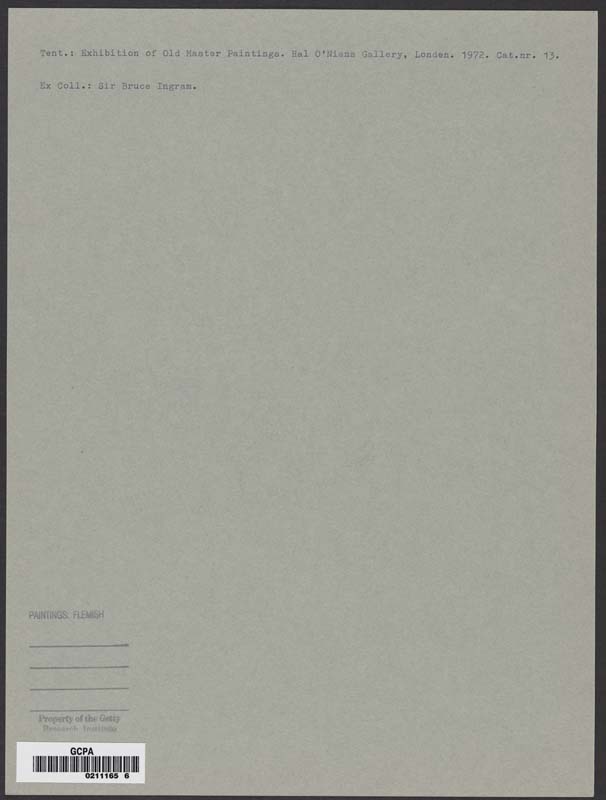 Tent.: Exhibition of Old Master Paintings. Hal O'Nians Gallery, London. 1972. Cat.nr. 13.
Ex Coll.: Sir Bruce Ingram.
PAINTINGS. FLEMISH
Property of the Getty
Research Institute
GCPA
0211165 6